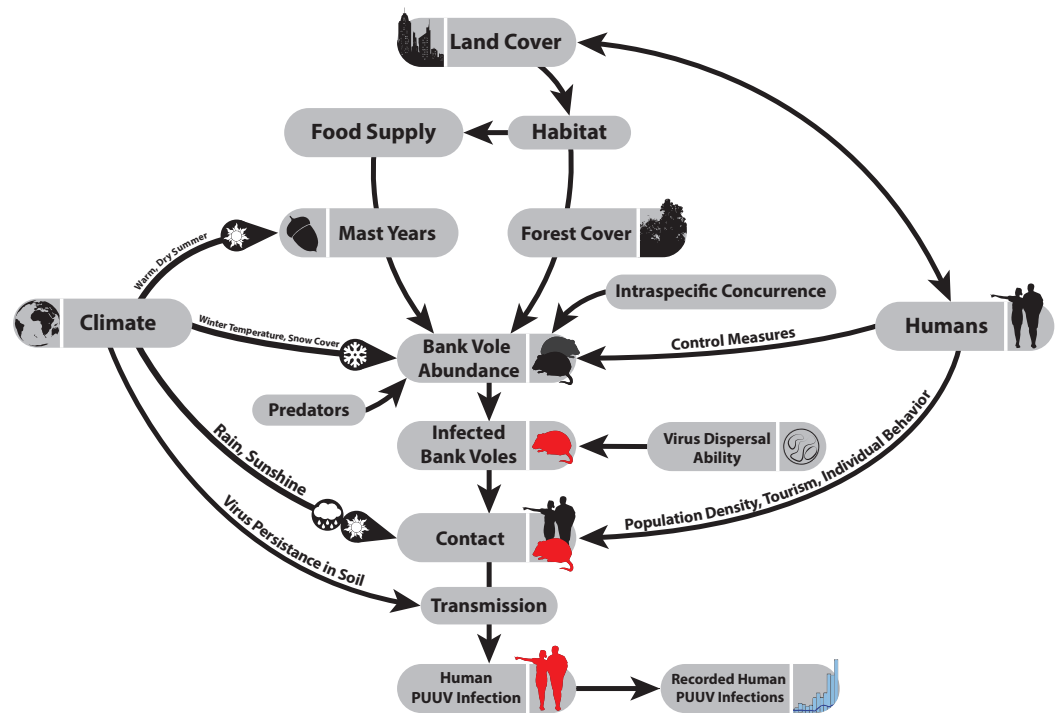 Land Cover
Food Supply
Habitat
Mast Years
Forest Cover
Warm, Dry Summer
Intraspecific Concurrence
Climate
Winter Temperature, Snow Cover
Bank Vole
Abundance
Control Measures
Humans
Predators
Infected
Bank Voles
Virus Dispersal
Ability
Rain, Sunshine
Population Density, Tourism, Individual Behavior
Virus Persistance in Soil
Contact
Transmission
Human
PUUV Infection
Recorded Human
PUUV Infections